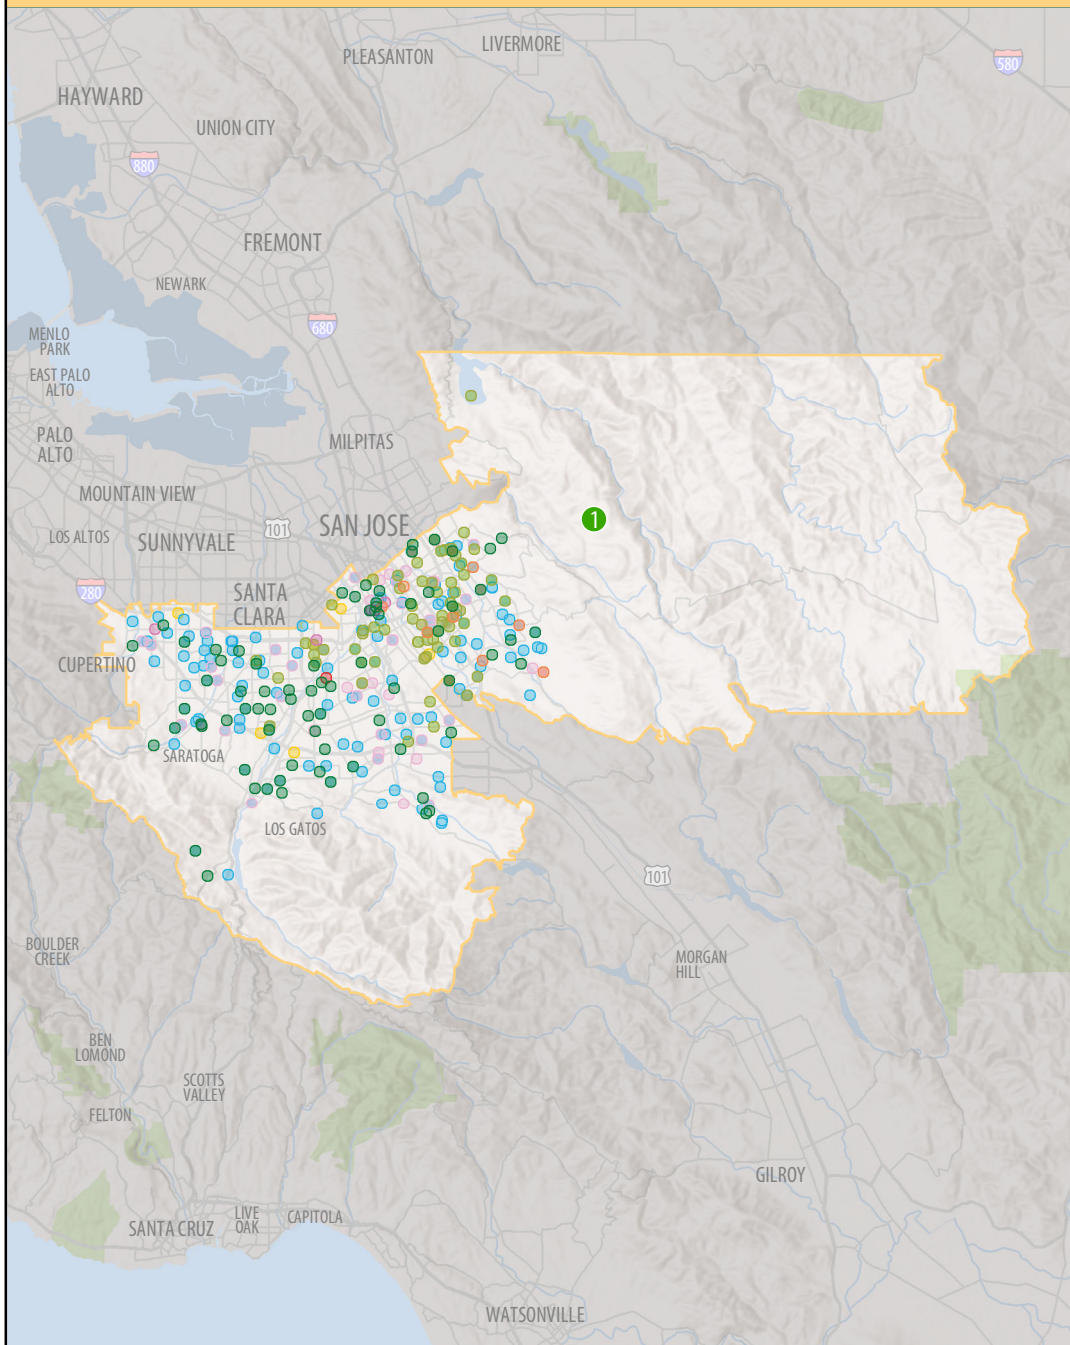 LIVERMORE
PLEASANTON
580
HAYWARD
UNION CITY
880
FREMONT
NEWARK
680
MENLO
PARK
EAST PALO
ALTO
PALO
ALTO
MILPITAS
MOUNTAIN VIEW
1
SAN JOSE
101
LOS ALTOS
SUNNYVALE
280
SANTA
CLARA
CUPERTINO
SARATOGA
LOS GATOS
101
BOULDER
CREEK
MORGAN
HILL
BEN
LOMOND
SCOTTS
VALLEY
FELTON
GILROY
SANTA CRUZ
LIVE
OAK
CAPITOLA
WATSONVILLE